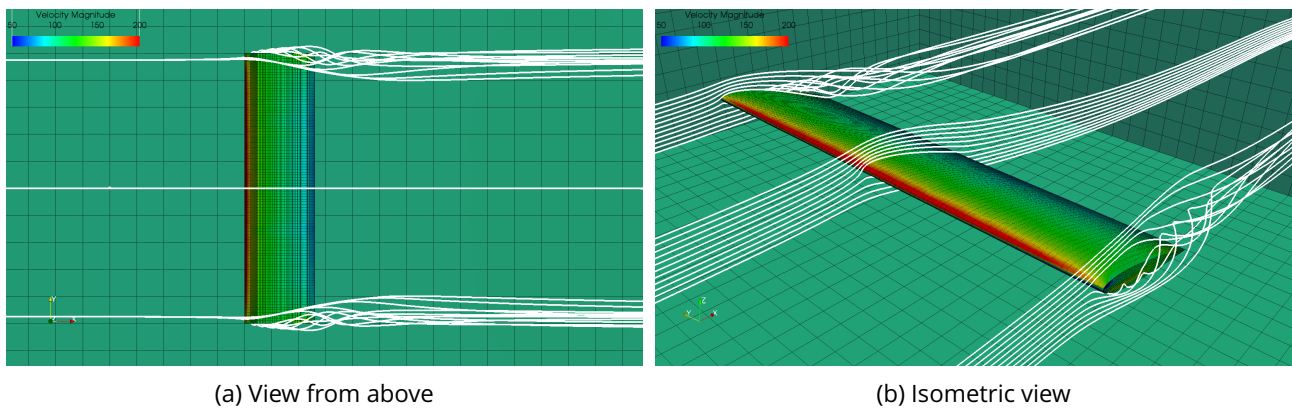 Velocity Magnitude
50 100 150 200
Y
X
Velocity Magnitude
50 100 150 200
Z
Y X
(a) View from above
(b) Isometric view